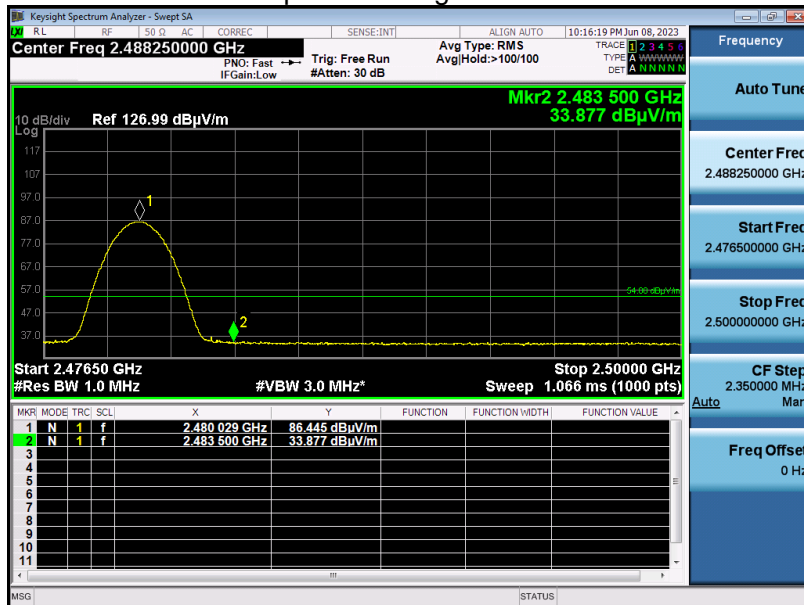 Keysight Spectrum Analyzer - Swept SA
LXI RL RF 50 Ω AC CORREC SENSE:INT ALIGN AUTO 10:16:19 PM Jun 08, 2023
Center Freq 2.488250000 GHz
PNO: Fast
IFGain:Low
Trig: Free Run
#Atten: 30 dB
Avg Type: RMS
Avg|Hold:>100/100
TRACE 1 2 3 4 5 6
TYPE A WWWWW
DET A N N N N N
Mkr2 2.483 500 GHz
33.877 dBµV/m
10 dB/div Ref 126.99 dBµV/m
Log
117
107
97.0
87.0
77.0
67.0
57.0
47.0
37.0
1
2
54.00 dBµV/m
Start 2.47650 GHz Stop 2.50000 GHz
#Res BW 1.0 MHz #VBW 3.0 MHz* Sweep 1.066 ms (1000 pts)
MKR MODE TRC SCL X Y FUNCTION FUNCTION WIDTH FUNCTION VALUE
1 N 1 f 2.480 029 GHz 86.445 dBµV/m
2 N 1 f 2.483 500 GHz 33.877 dBµV/m
3
4
5
6
7
8
9
10
11
MSG STATUS
Frequency
Auto Tune
Center Freq
2.488250000 GHz
Start Freq
2.476500000 GHz
Stop Freq
2.500000000 GHz
CF Step
2.350000 MHz
Auto Man
Freq Offset
0 Hz